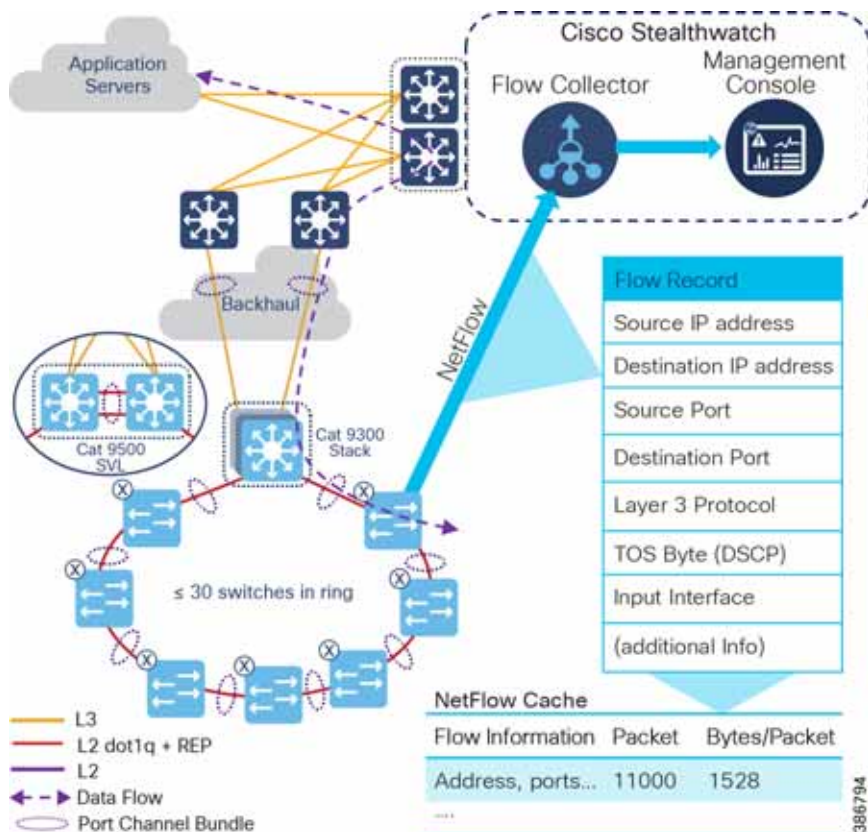 Cisco Stealthwatch
Application
Servers
Flow Collector
Management
Console
Backhaul
NetFlow
Flow Record
Source IP address
Destination IP address
Source Port
Destination Port
Layer 3 Protocol
TOS Byte (DSCP)
Input Interface
(additional Info)
Cat 9500
SVL
Cat 9300
Stack
X
X
X
X
X
X
X
X
≤ 30 switches in ring
NetFlow Cache
Flow Information Packet Bytes/Packet
Address, ports... 11000 1528
....
L3
L2 dot1q + REP
L2
Data Flow
Port Channel Bundle
386794